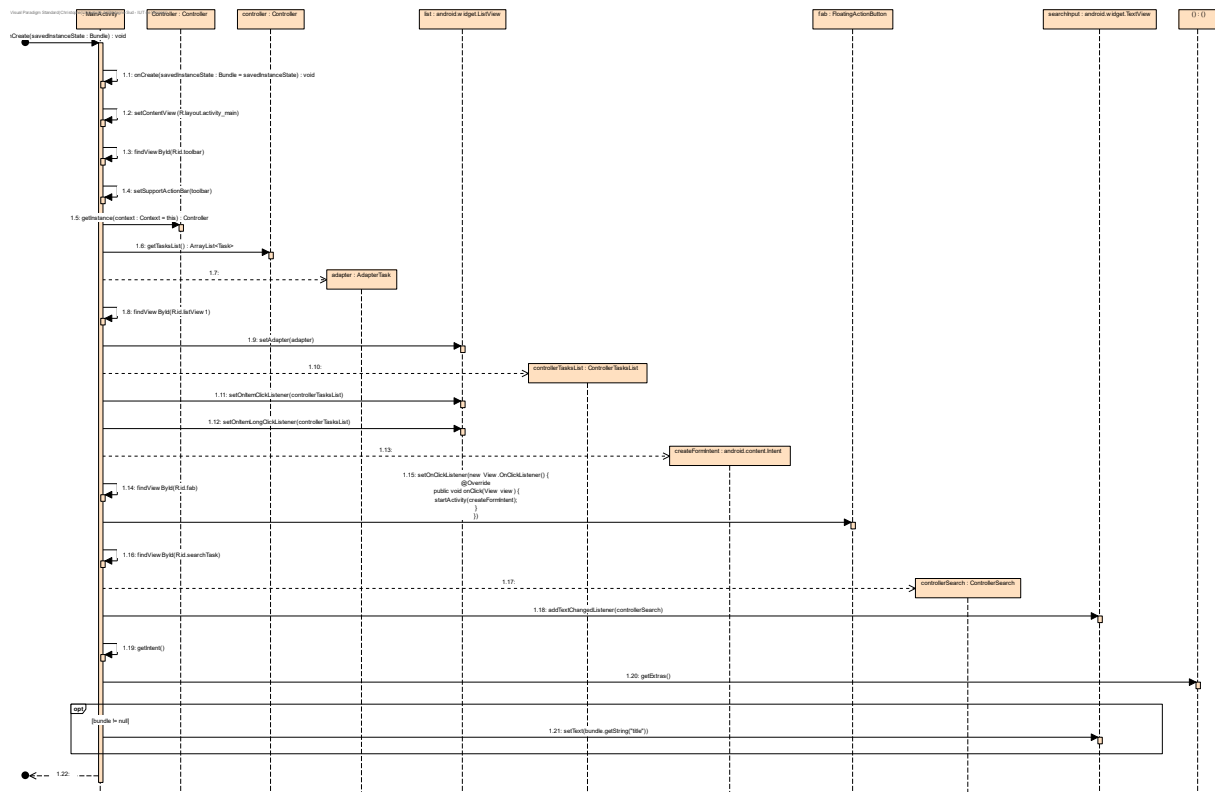 : MainActivity
Controller : Controller
controller : Controller
list : android.widget.ListView
fab : FloatingActionButton
searchInput : android.widget.TextView
() : ()
Create(savedInstanceState : Bundle) : void
1.1: onCreate(savedInstanceState : Bundle = savedInstanceState) : void
1.2: setContentView(R.layout.activity_main)
1.3: findViewById(R.id.toolbar)
1.4: setSupportActionBar(toolbar)
1.5: getInstance(context : Context = this) : Controller
1.6: getTasksList() : ArrayList<Task>
1.7:
adapter : AdapterTask
1.8: findViewById(R.id.listView1)
1.9: setAdapter(adapter)
1.10:
controllerTasksList : ControllerTasksList
1.11: setOnItemClickListener(controllerTasksList)
1.12: setOnItemLongClickListener(controllerTasksList)
1.13:
createFormIntent : android.content.Intent
1.15: setOnClickListener(new View.OnClickListener() {
@Override
public void onClick(View view) {
startActivity(createFormIntent);
}
})
1.14: findViewById(R.id.fab)
1.16: findViewById(R.id.searchTask)
1.17:
controllerSearch : ControllerSearch
1.18: addTextChangedListener(controllerSearch)
1.19: getIntent()
1.20: getExtras()
opt
[bundle != null]
1.21: setText(bundle.getString("title"))
1.22: